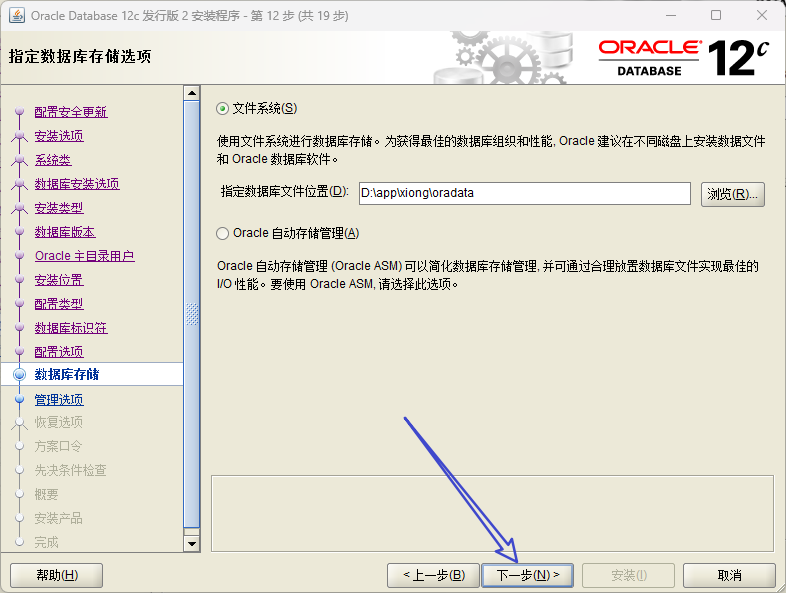 Oracle Database 12c 发行版 2 安装程序 - 第 12 步 (共 19 步)
指定数据库存储选项
ORACLE®
DATABASE
12c
配置安全更新
安装选项
系统类
数据库安装选项
安装类型
数据库版本
Oracle 主目录用户
安装位置
配置类型
数据库标识符
配置选项
数据库存储
管理选项
恢复选项
方案口令
先决条件检查
概要
安装产品
完成
文件系统(S)
使用文件系统进行数据库存储。为获得最佳的数据库组织和性能, Oracle 建议在不同磁盘上安装数据文件
和 Oracle 数据库软件。
指定数据库文件位置(D): D:\app\xiong\oradata 浏览(R)...
Oracle 自动存储管理(A)
Oracle 自动存储管理 (Oracle ASM) 可以简化数据库存储管理, 并可通过合理放置数据库文件实现最佳的
I/O 性能。要使用 Oracle ASM, 请选择此选项。
帮助(H) < 上一步(B) 下一步(N) > 安装(I) 取消